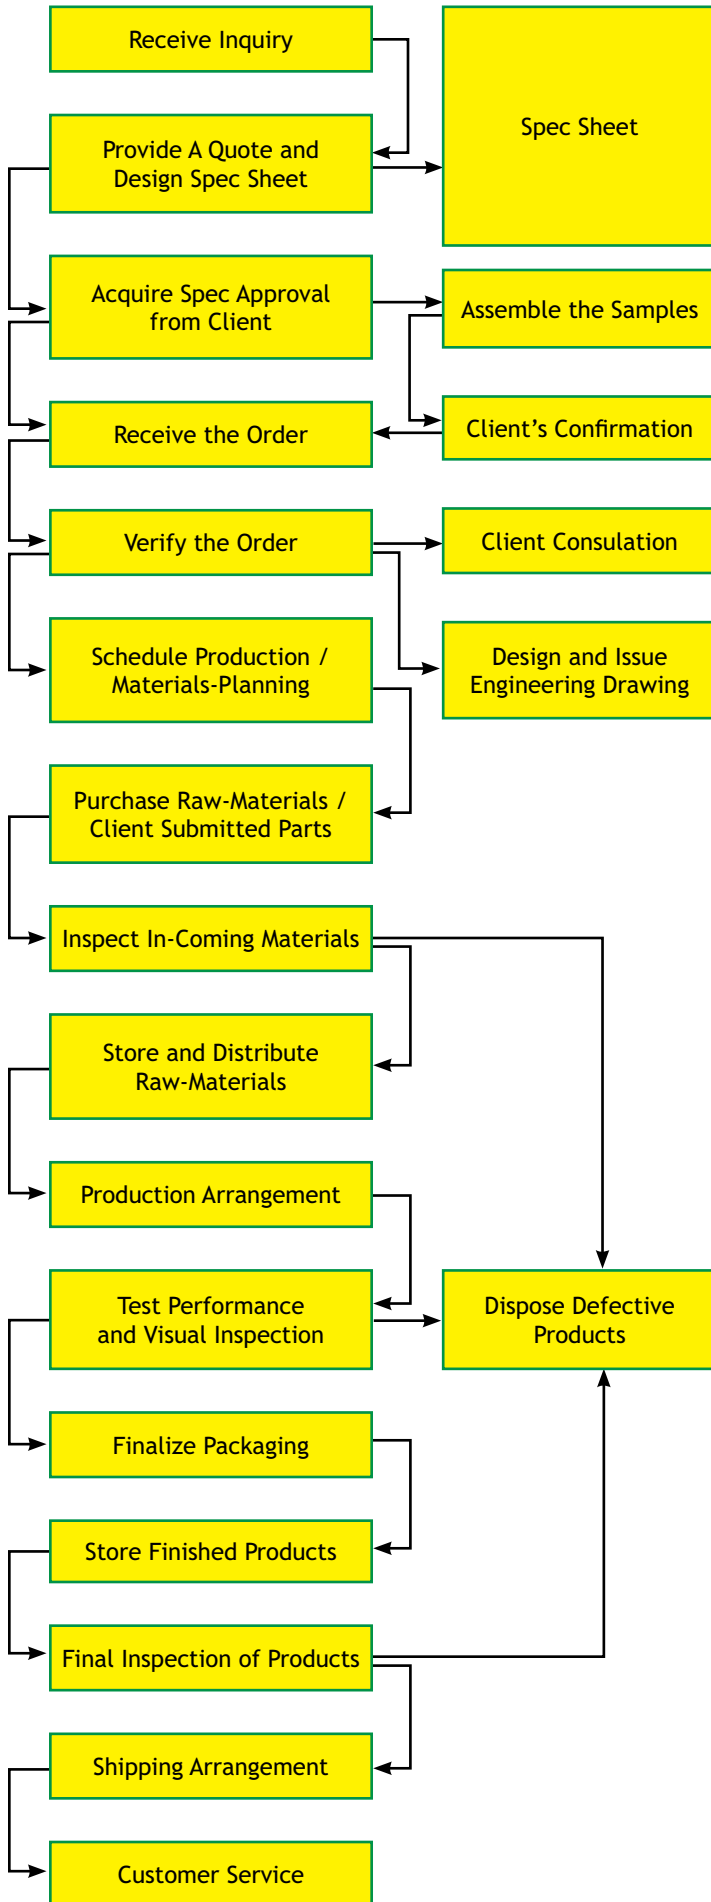 Receive Inquiry
Spec Sheet
Provide A Quote and
Design Spec Sheet
Acquire Spec Approval
from Client
Assemble the Samples
Receive the Order
Client's Confirmation
Verify the Order
Client Consulation
Schedule Production /
Materials-Planning
Design and Issue
Engineering Drawing
Purchase Raw-Materials /
Client Submitted Parts
Inspect In-Coming Materials
Store and Distribute
Raw-Materials
Production Arrangement
Test Performance
and Visual Inspection
Dispose Defective
Products
Finalize Packaging
Store Finished Products
Final Inspection of Products
Shipping Arrangement
Customer Service